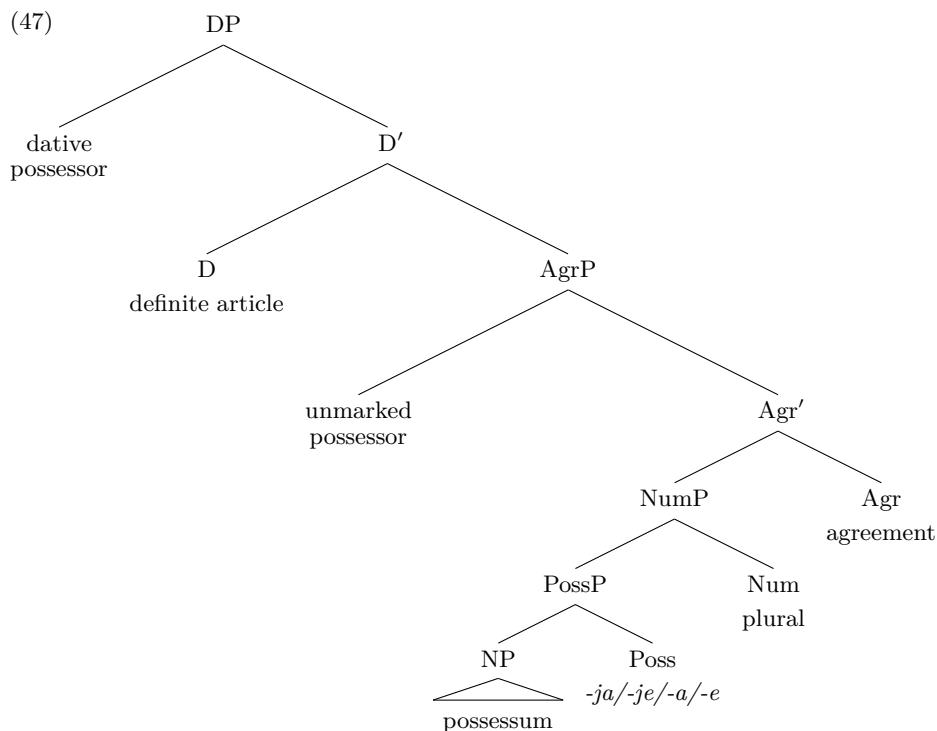 (47)
DP
dative
possessor
D′
D
definite article
AgrP
unmarked
possessor
Agr′
NumP
Agr
agreement
PossP
Num
plural
NP
Poss
-ja/-je/-a/-e
possessum